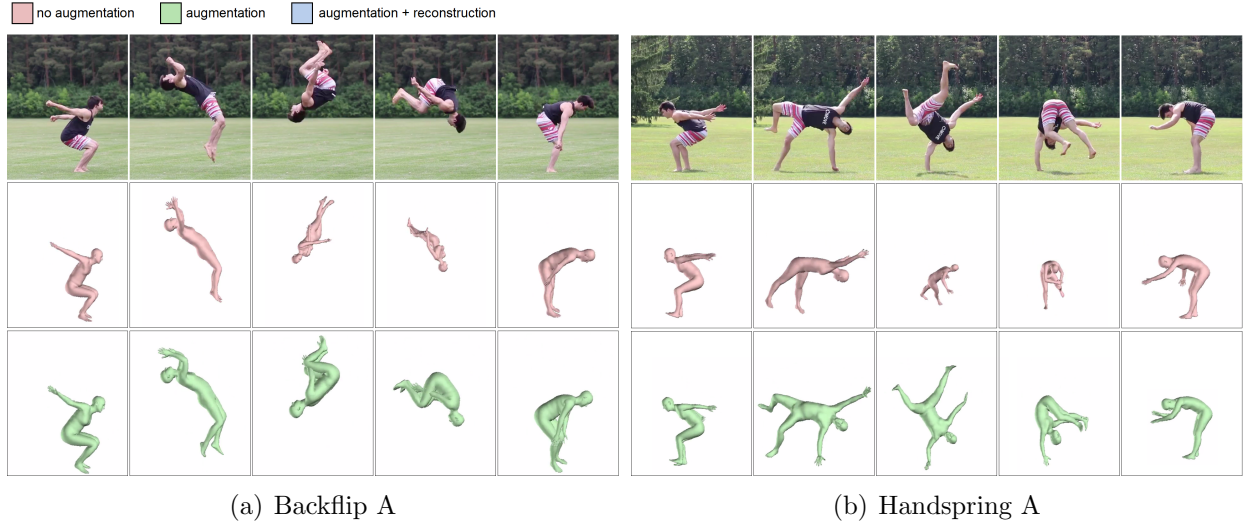 no augmentation
augmentation
augmentation + reconstruction
(a) Backflip A
(b) Handspring A